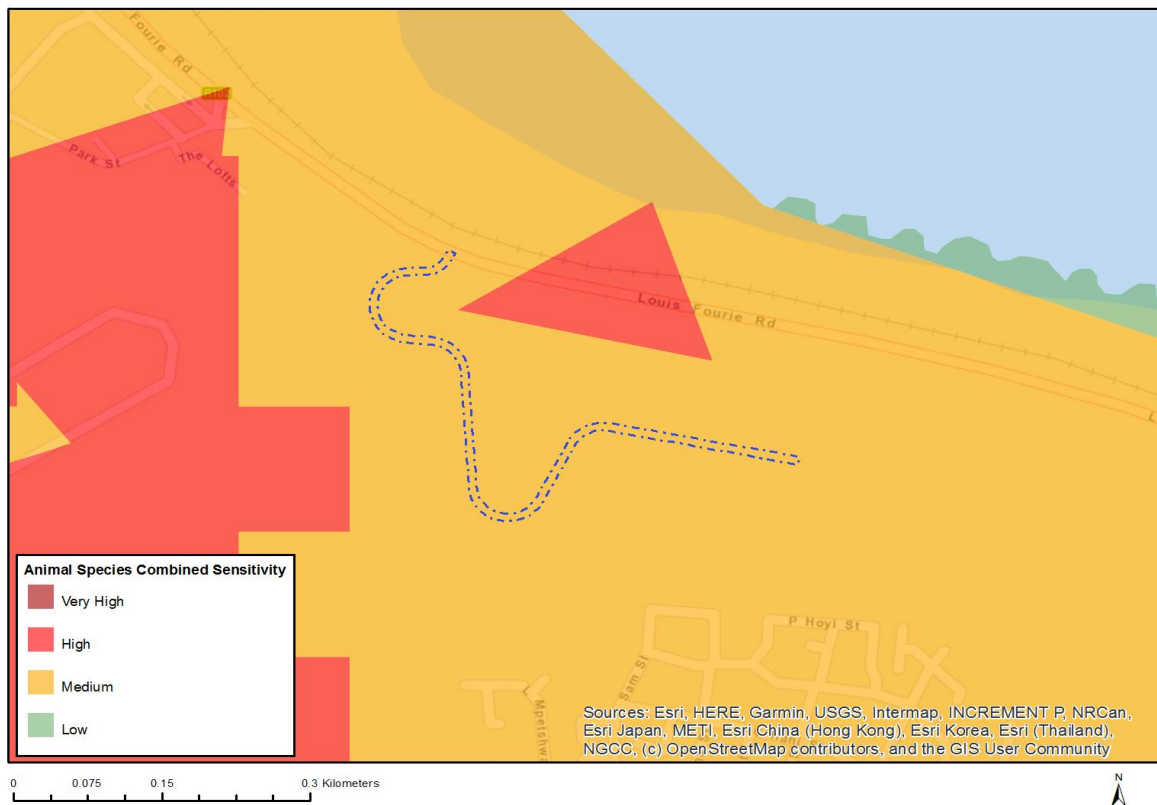 Fourie Rd
R102
Park St
The Lofts
Louis Fourie Rd
L
P Hoyi St
Sam St
L Mpetshwa
Animal Species Combined Sensitivity
Very High
High
Medium
Low
Sources: Esri, HERE, Garmin, USGS, Intermap, INCREMENT P, NRCan,
Esri Japan, METI, Esri China (Hong Kong), Esri Korea, Esri (Thailand),
NGCC, (c) OpenStreetMap contributors, and the GIS User Community
0 0.075 0.15 0.3 Kilometers
N